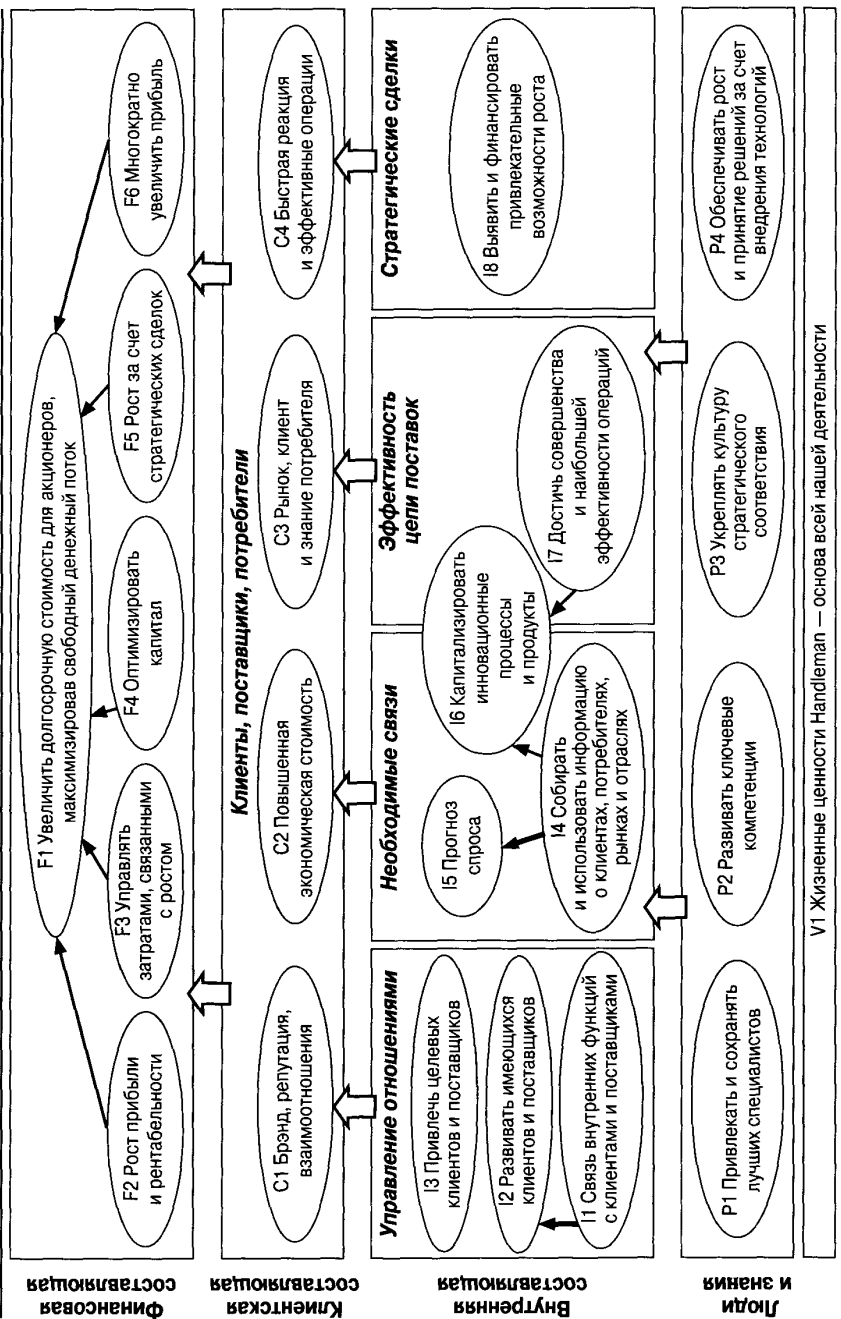 Финансовая
составляющая
F1 Увеличить долгосрочную стоимость для акционеров,
максимизировав свободный денежный поток
F2 Рост прибыли
и рентабельности
F3 Управлять
затратами, связанными
с ростом
F4 Оптимизировать
капитал
F5 Рост за счет
стратегических сделок
F6 Многократно
увеличить прибыль
Клиентская
составляющая
Клиенты, поставщики, потребители
C1 Брэнд, репутация,
взаимоотношения
C2 Повышенная
экономическая стоимость
C3 Рынок, клиент
и знание потребителя
C4 Быстрая реакция
и эффективные операции
Внутренняя
составляющая
Управление отношениями
I3 Привлечь целевых
клиентов и поставщиков
I2 Развивать имеющихся
клиентов и поставщиков
I1 Связь внутренних функций
с клиентами и поставщиками
Необходимые связи
I5 Прогноз
спроса
I6 Капитализировать
инновационные
процессы
и продукты
I4 Собирать
и использовать информацию
о клиентах, потребителях,
рынках и отраслях
Эффективность
цепи поставок
I7 Достичь совершенства
и наибольшей
эффективности операций
Стратегические сделки
I8 Выявить и финансировать
привлекательные
возможности роста
Люди
и знания
P1 Привлекать и сохранять
лучших специалистов
P2 Развивать ключевые
компетенции
P3 Укреплять культуру
стратегического
соответствия
P4 Обеспечивать рост
и принятие решений за счет
внедрения технологий
V1 Жизненные ценности Handleman — основа всей нашей деятельности